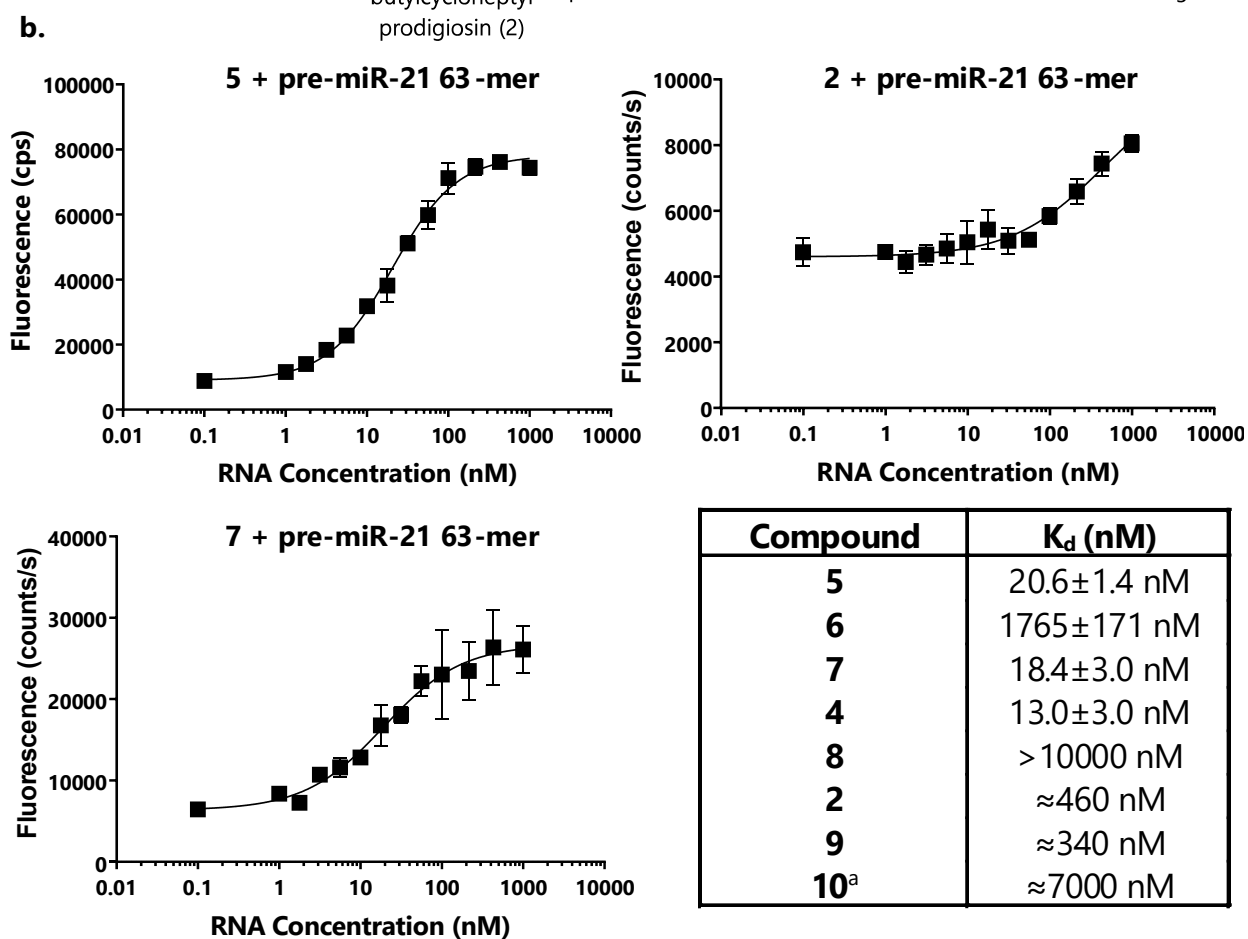 prodigiosin (2)
b.
5 + pre-miR-21 63-mer
100000
80000
60000
40000
20000
0
Fluorescence (cps)
0.01 0.1 1 10 100 1000 10000
RNA Concentration (nM)
2 + pre-miR-21 63-mer
10000
8000
6000
4000
2000
0
Fluorescence (counts/s)
0.01 0.1 1 10 100 1000 10000
RNA Concentration (nM)
7 + pre-miR-21 63-mer
40000
30000
20000
10000
0
Fluorescence (counts/s)
0.01 0.1 1 10 100 1000 10000
RNA Concentration (nM)
Compound Kd (nM)
5 20.6±1.4 nM
6 1765±171 nM
7 18.4±3.0 nM
4 13.0±3.0 nM
8 >10000 nM
2 ≈460 nM
9 ≈340 nM
10ª ≈7000 nM